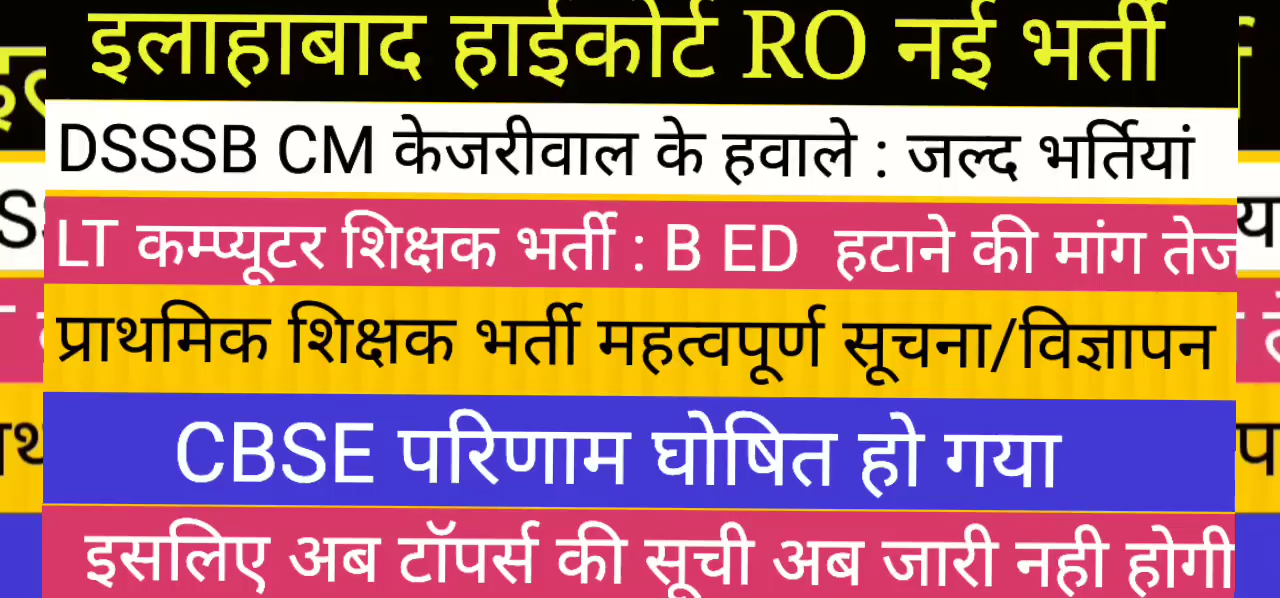 इलाहाबाद हाईकोर्ट RO नई भर्ती
DSSSB CM केजरीवाल के हवाले : जल्द भर्तियां
LT कम्प्यूटर शिक्षक भर्ती : B ED हटाने की मांग तेज
प्राथमिक शिक्षक भर्ती महत्वपूर्ण सूचना/विज्ञापन
CBSE परिणाम घोषित हो गया
इसलिए अब टॉपर्स की सूची अब जारी नही होगी